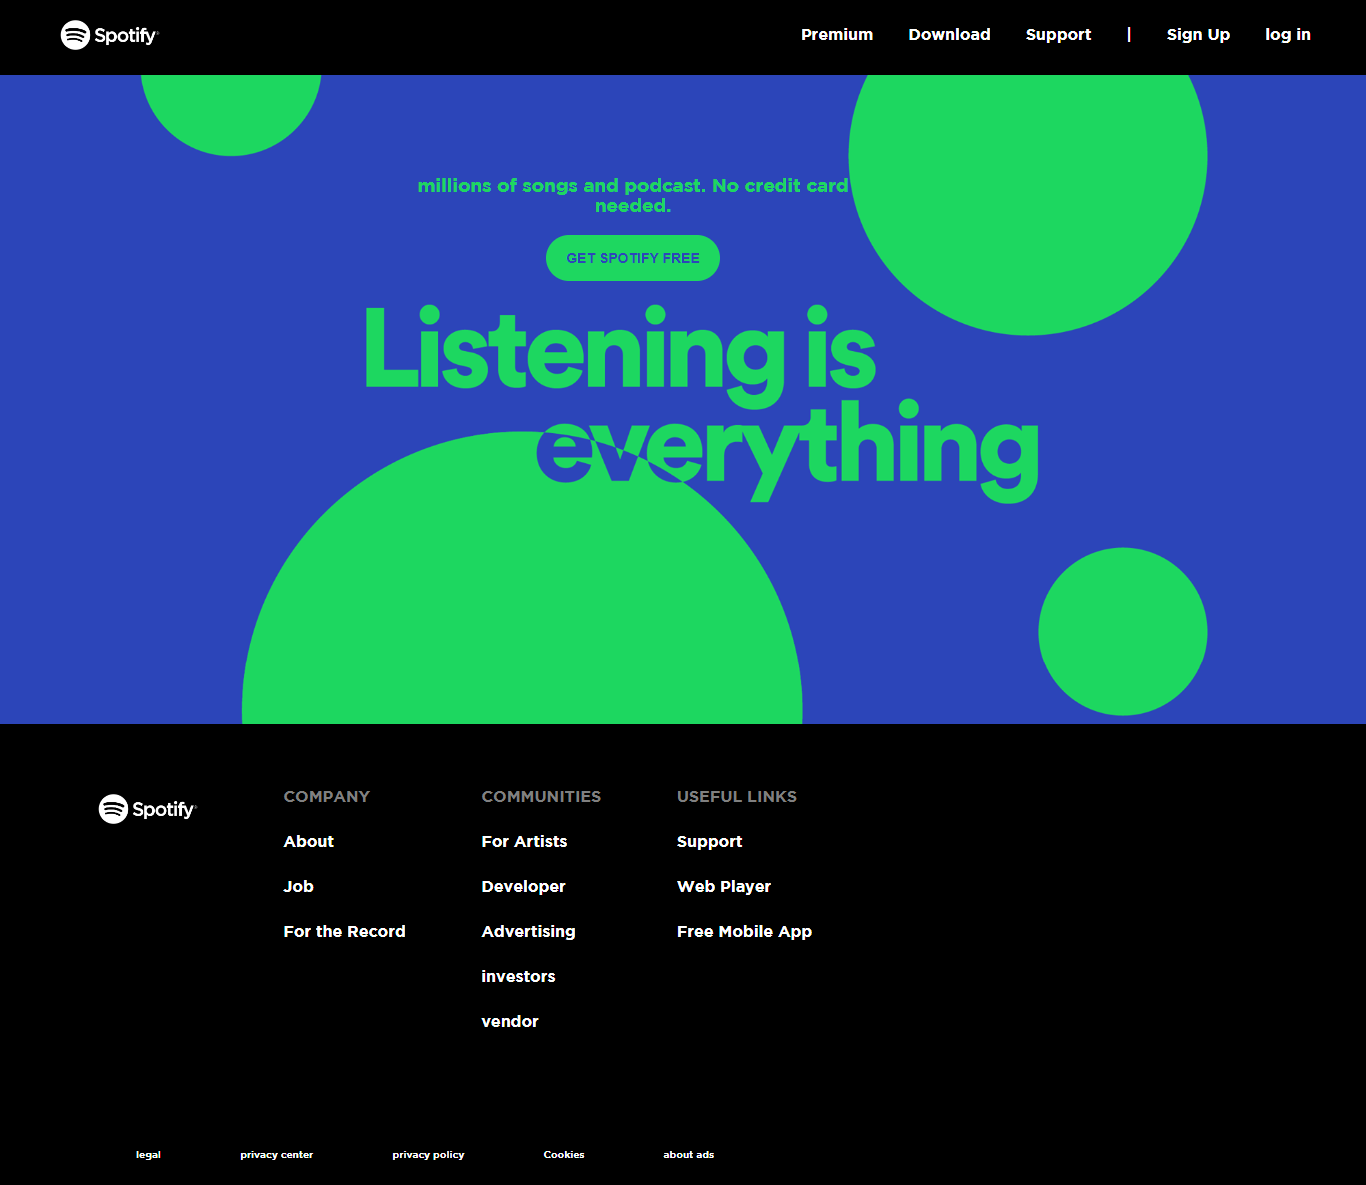 Spotify®
Premium Download Support | Sign Up log in
millions of songs and podcast. No credit card
needed.
GET SPOTIFY FREE
Listening is
everything
Spotify®
COMPANY
About
Job
For the Record
COMMUNITIES
For Artists
Developer
Advertising
investors
vendor
USEFUL LINKS
Support
Web Player
Free Mobile App
legal privacy center privacy policy Cookies about ads